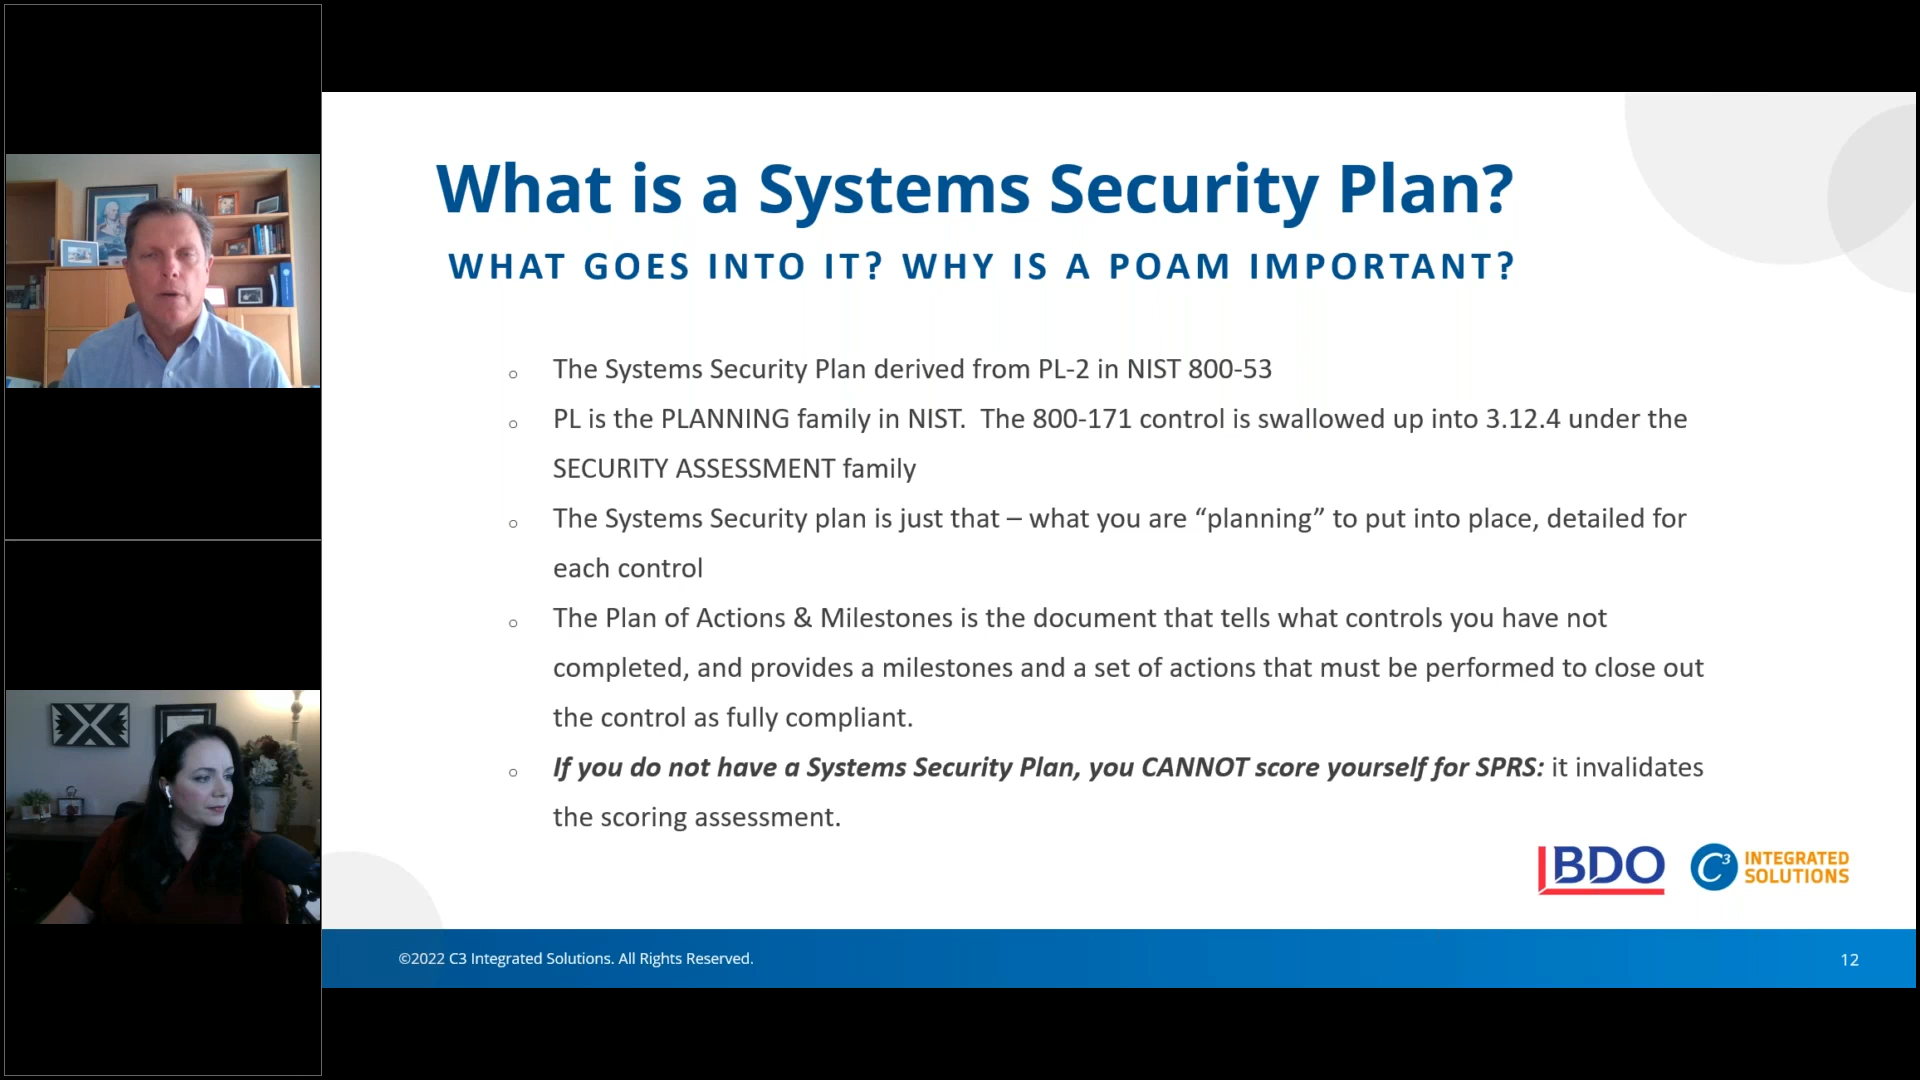 What is a Systems Security Plan?
WHAT GOES INTO IT? WHY IS A POAM IMPORTANT?
The Systems Security Plan derived from PL-2 in NIST 800-53
PL is the PLANNING family in NIST.  The 800-171 control is swallowed up into 3.12.4 under the
SECURITY ASSESSMENT family
The Systems Security plan is just that – what you are “planning” to put into place, detailed for
each control
The Plan of Actions & Milestones is the document that tells what controls you have not
completed, and provides a milestones and a set of actions that must be performed to close out
the control as fully compliant.
If you do not have a Systems Security Plan, you CANNOT score yourself for SPRS: it invalidates
the scoring assessment.
BDO
C³ INTEGRATED
SOLUTIONS
©2022 C3 Integrated Solutions. All Rights Reserved.
12